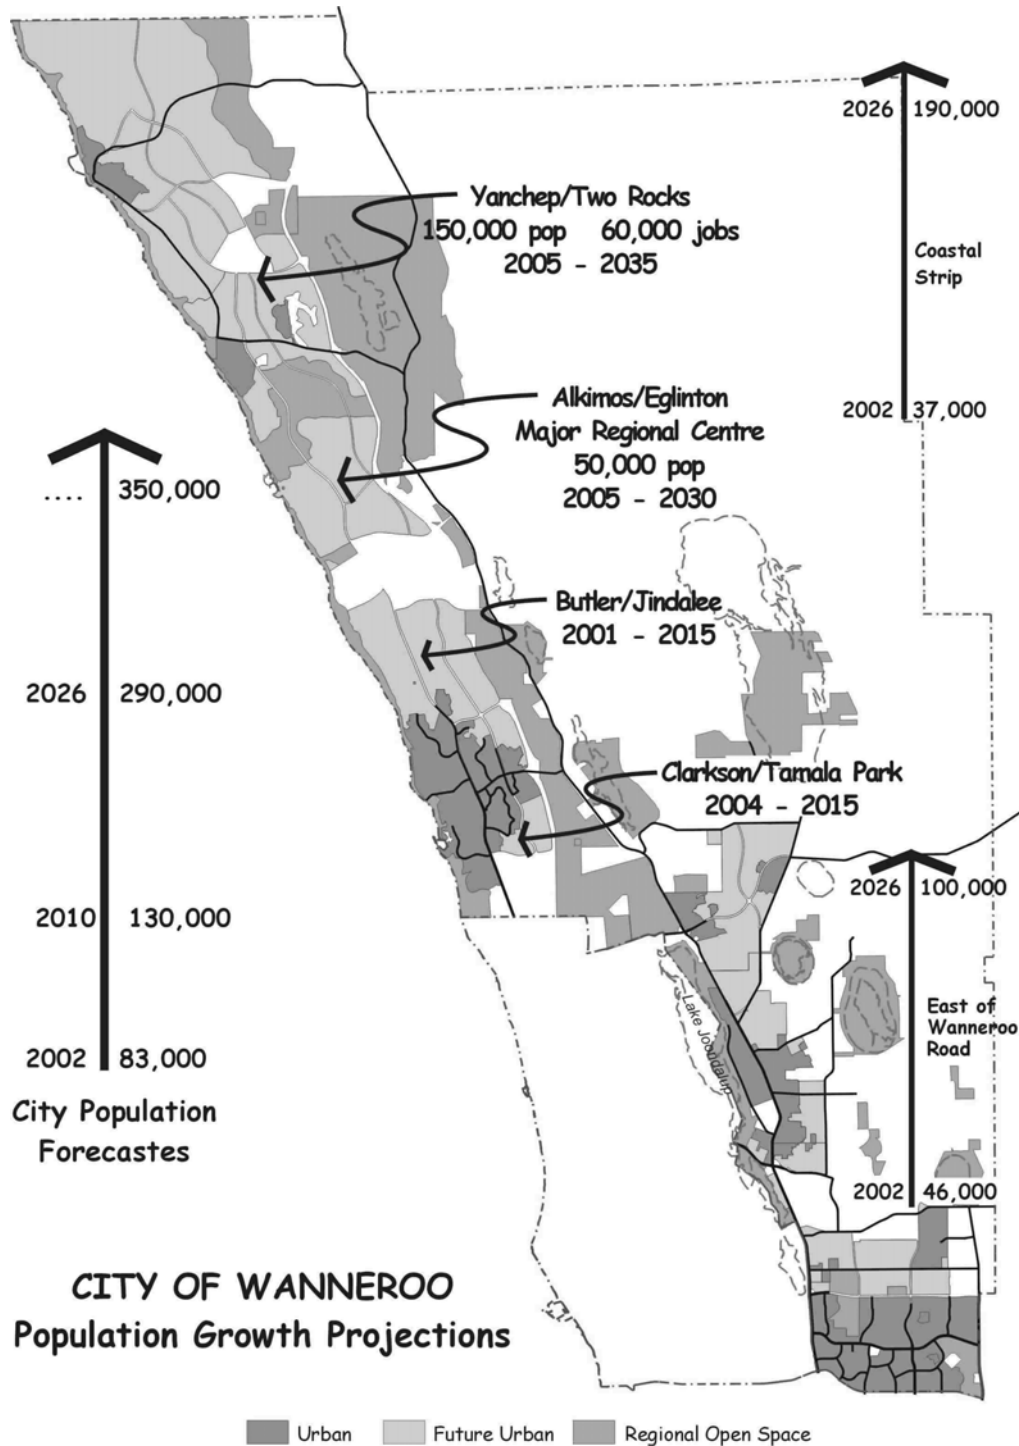 2026 190,000
Coastal
Strip
2002 37,000
Yanchep/Two Rocks
150,000 pop 60,000 jobs
2005 - 2035
Alkimos/Eglinton
Major Regional Centre
50,000 pop
2005 - 2030
Butler/Jindalee
2001 - 2015
Clarkson/Tamala Park
2004 - 2015
.... 350,000
2026 290,000
2010 130,000
2002 83,000
City Population
Forecastes
2026 100,000
East of
Wanneroo
Road
2002 46,000
Lake Joondalup
CITY OF WANNEROO
Population Growth Projections
Urban Future Urban Regional Open Space